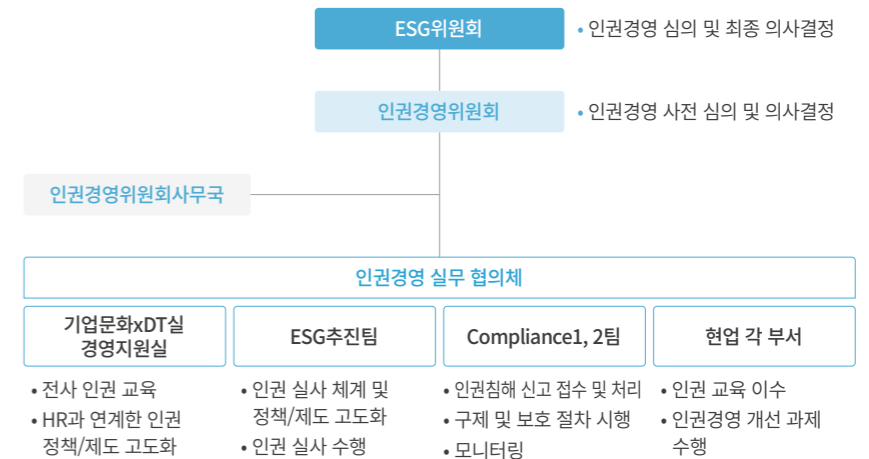 ESG위원회
• 인권경영 심의 및 최종 의사결정
인권경영위원회
• 인권경영 사전 심의 및 의사결정
인권경영위원회사무국
인권경영 실무 협의체
기업문화xDT실
경영지원실
• 전사 인권 교육
• HR과 연계한 인권
정책/제도 고도화
ESG추진팀
• 인권 실사 체계 및
정책/제도 고도화
• 인권 실사 수행
Compliance1, 2팀
• 인권침해 신고 접수 및 처리
• 구제 및 보호 절차 시행
• 모니터링
현업 각 부서
• 인권 교육 이수
• 인권경영 개선 과제
수행